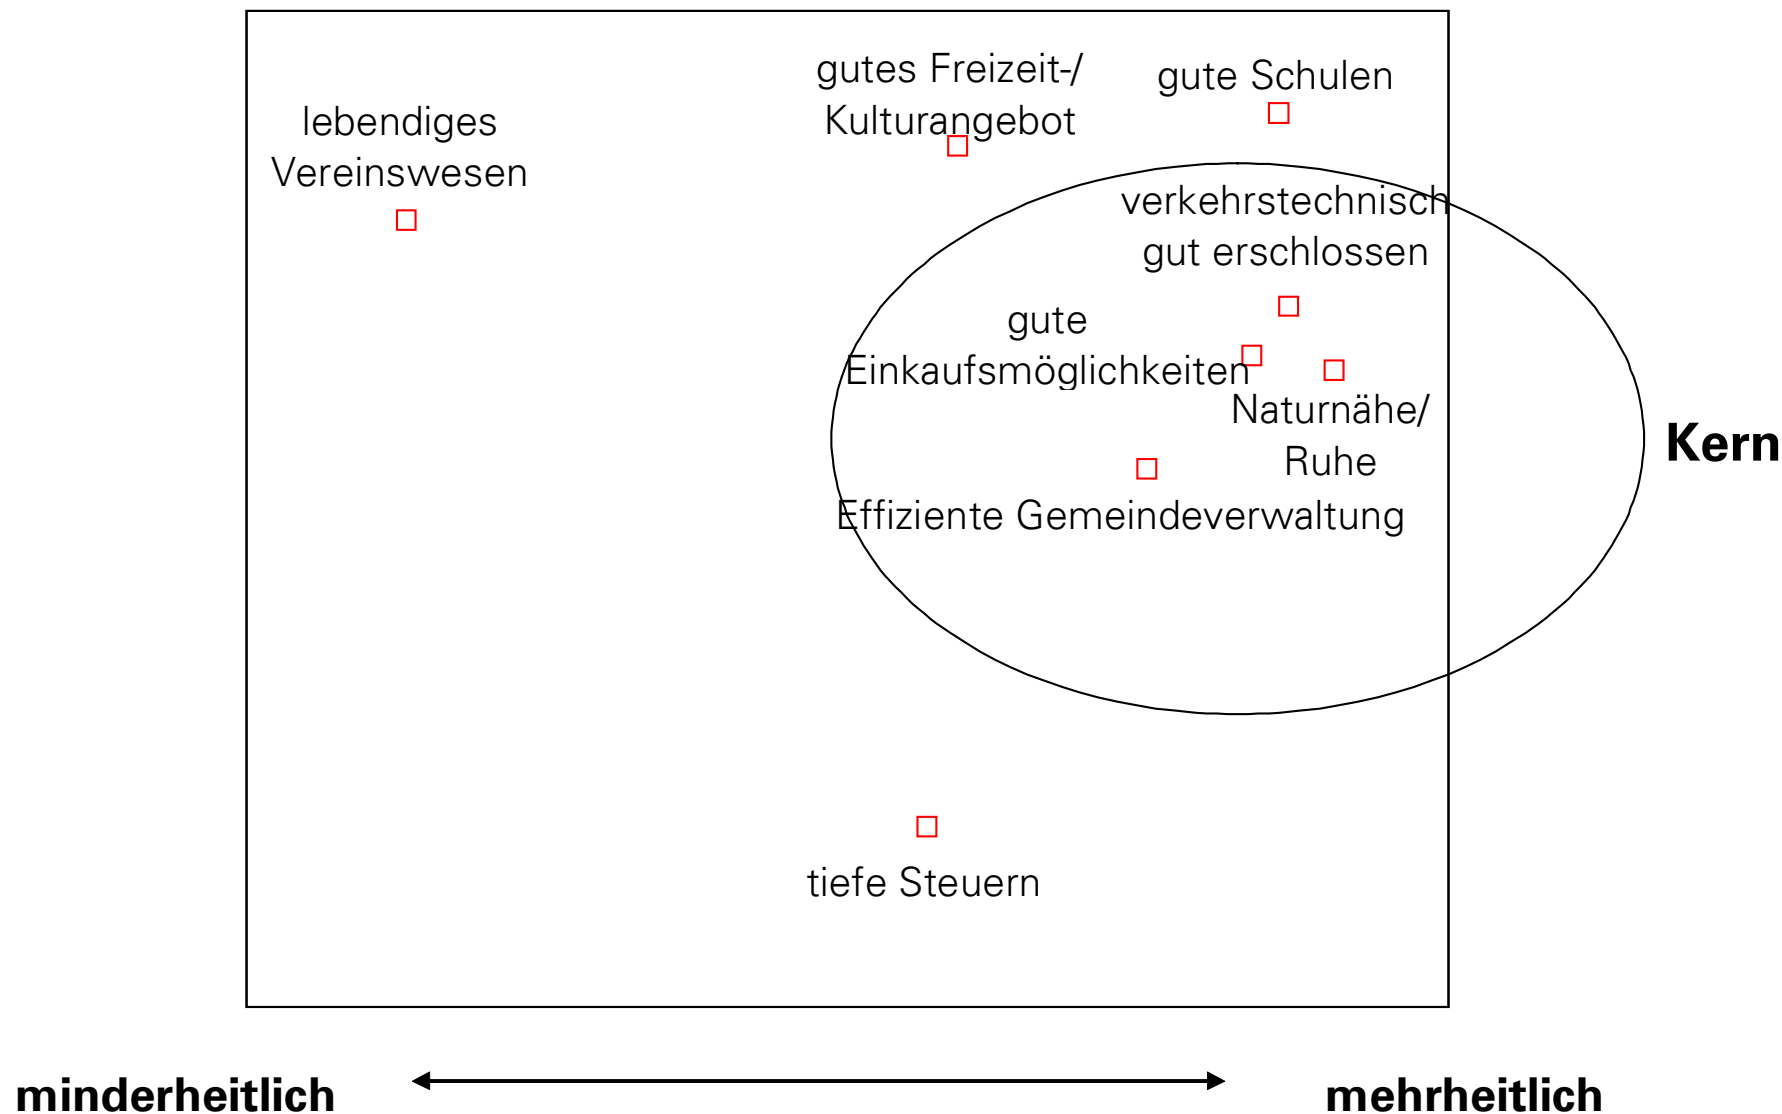 gutes Freizeit-/
Kulturangebot
gute Schulen
lebendiges
Vereinswesen
verkehrstechnisch
gut erschlossen
gute
Einkaufsmöglichkeiten
Naturnähe/
Ruhe
Kern
Effiziente Gemeindeverwaltung
tiefe Steuern
minderheitlich
mehrheitlich